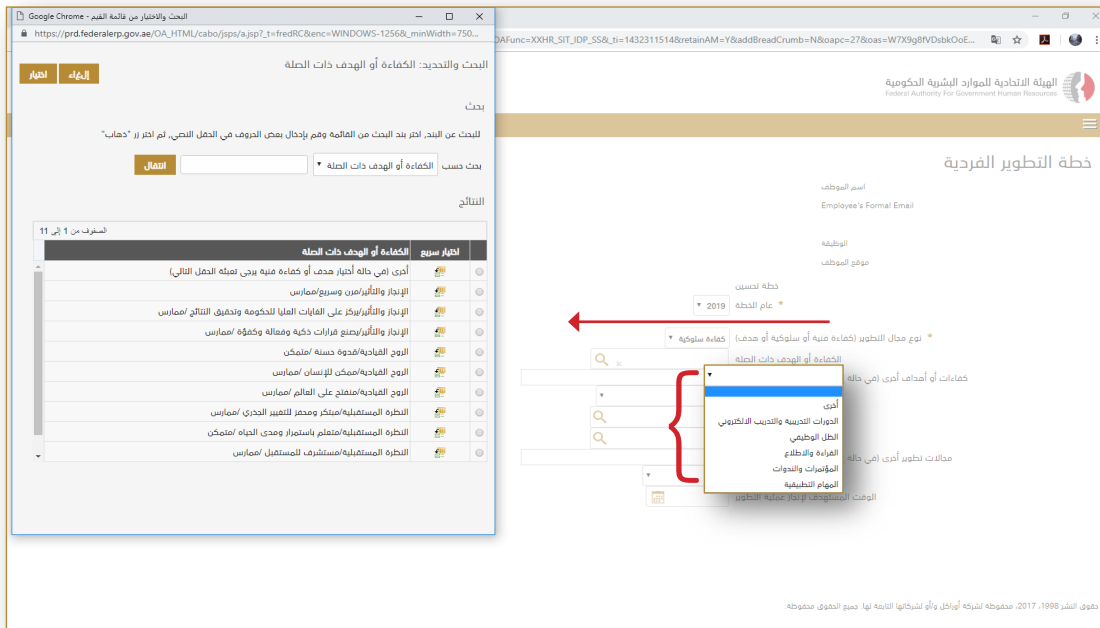 البحث والاختيار من قائمة القيم - Google Chrome
https://prd.federalerp.gov.ae/OA_HTML/cabo/jsps/a.jsp?_t=fredRC&enc=WINDOWS-1256&_minWidth=750...
البحث والتحديد: الكفاءة أو الهدف ذات الصلة
إلغاء
اختيار
بحث
للبحث عن البند, اختر بند البحث من القائمة وقم بإدخال بعض الحروف في الحقل النصي, ثم اختر زر "ذهاب"
بحث حسب
الكفاءة أو الهدف ذات الصلة
انتقال
النتائج
الصفوف من 1 إلى 11
اختيار سريع
الكفاءة أو الهدف ذات الصلة
أخرى (في حالة أختيار هدف أو كفاءة فنية يرجى تعبئة الحقل التالي)
الإنجاز والتأثير/مرن وسريع/ممارس
الإنجاز والتأثير/يركز على الغايات العليا للحكومة وتحقيق النتائج /ممارس
الإنجاز والتأثير/يصنع قرارات ذكية وفعالة وكفؤة /ممارس
الروح القيادية/قدوة حسنة /متمكن
الروح القيادية/ممكن للإنسان /ممارس
الروح القيادية/منفتح على العالم /ممارس
النظرة المستقبلية/مبتكر ومحفز للتغيير الجذري /ممارس
النظرة المستقبلية/متعلم باستمرار ومدى الحياه /متمكن
النظرة المستقبلية/مستشرف للمستقبل /ممارس
OAFunc=XXHR_SIT_IDP_SS&_ti=1432311514&retainAM=Y&addBreadCrumb=N&oapc=27&oas=W7X9g8fVDsbkOoE...
الهيئة الاتحادية للموارد البشرية الحكومية
Federal Authority For Government Human Resources
خطة التطوير الفردية
اسم الموظف
Employee's Formal Email
الوظيفة
موقع الموظف
خطة تحسين
* عام الخطة
2019
* نوع مجال التطوير (كفاءة فنية أو سلوكية أو هدف)
كفاءة سلوكية
الكفاءة أو الهدف ذات الصلة
كفاءات أو أهداف أخرى (في حالة
أخرى
الدورات التدريبية والتدريب الالكتروني
الظل الوظيفي
القراءة والاطلاع
المؤتمرات والندوات
المهام التطبيقية
مجالات تطوير أخرى (في حالة
الوقت المستهدف لإنجاز عملية التطوير
حقوق النشر 1998، 2017، محفوظة لشركة أوراكل و/أو لشركاتها التابعة لها. جميع الحقوق محفوظة.